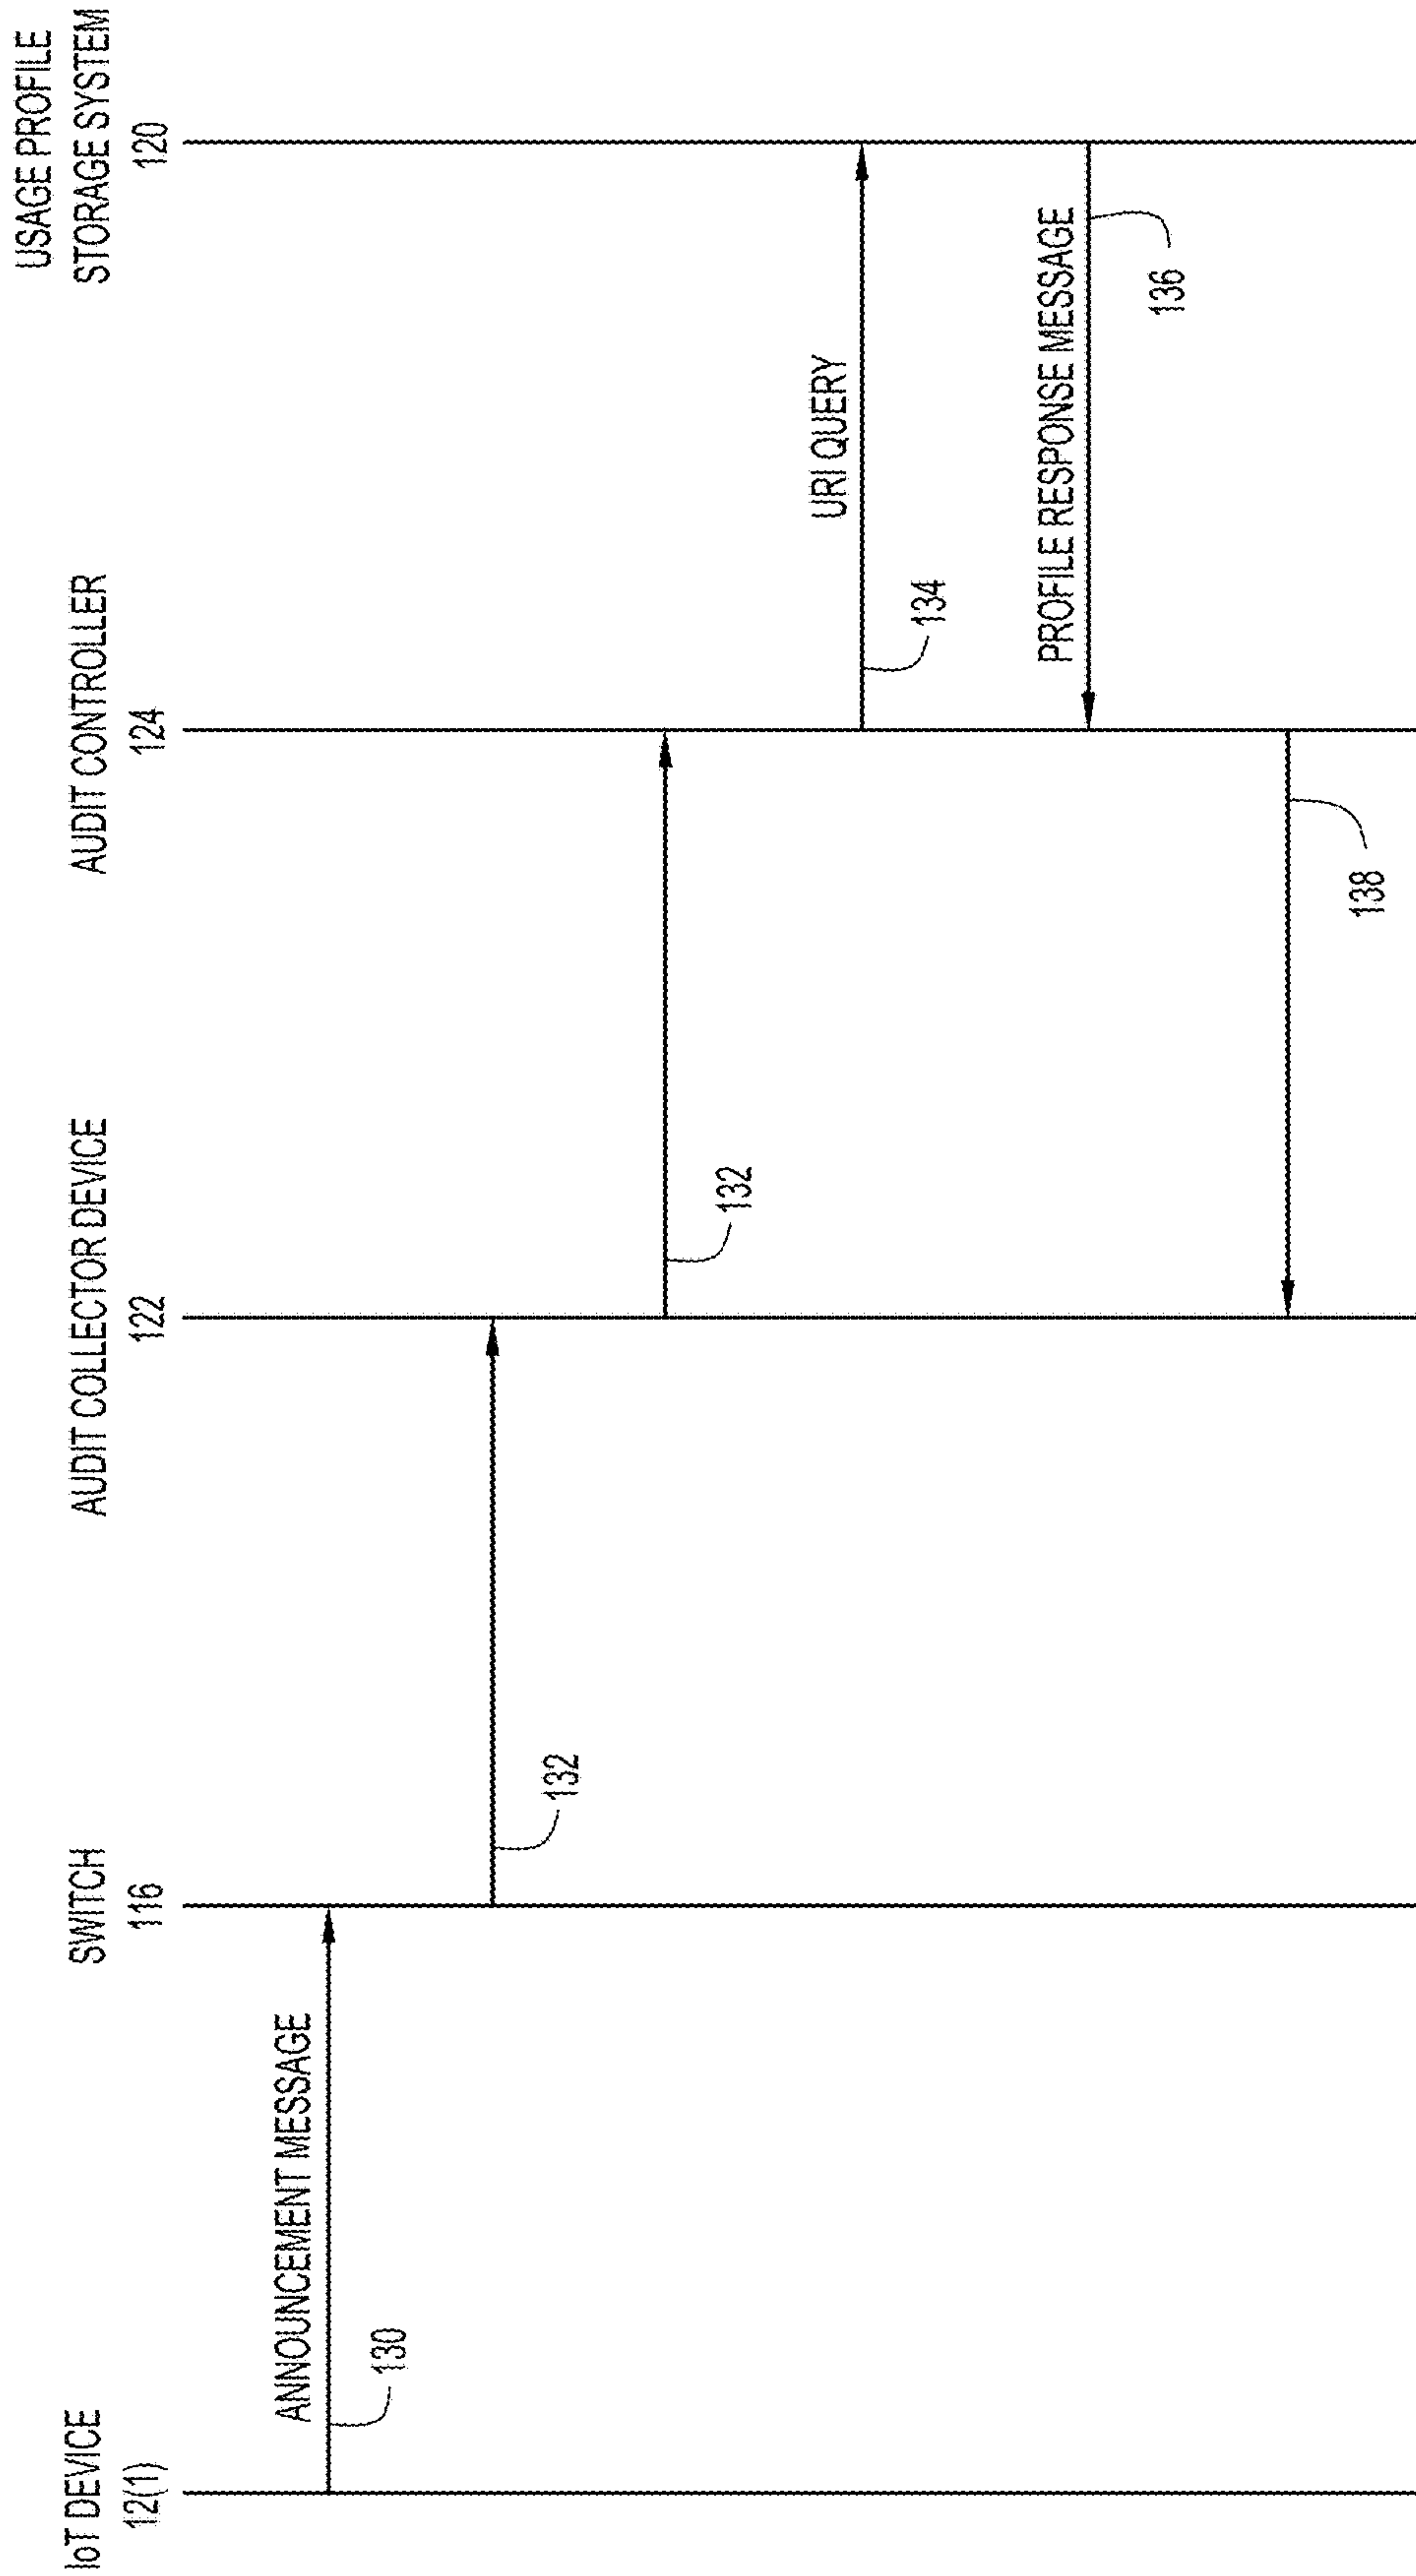 IoT DEVICE
12(1)
SWITCH
116
AUDIT COLLECTOR DEVICE
122
AUDIT CONTROLLER
124
USAGE PROFILE
STORAGE SYSTEM
120
ANNOUNCEMENT MESSAGE
130
132
132
URI QUERY
134
PROFILE RESPONSE MESSAGE
136
138